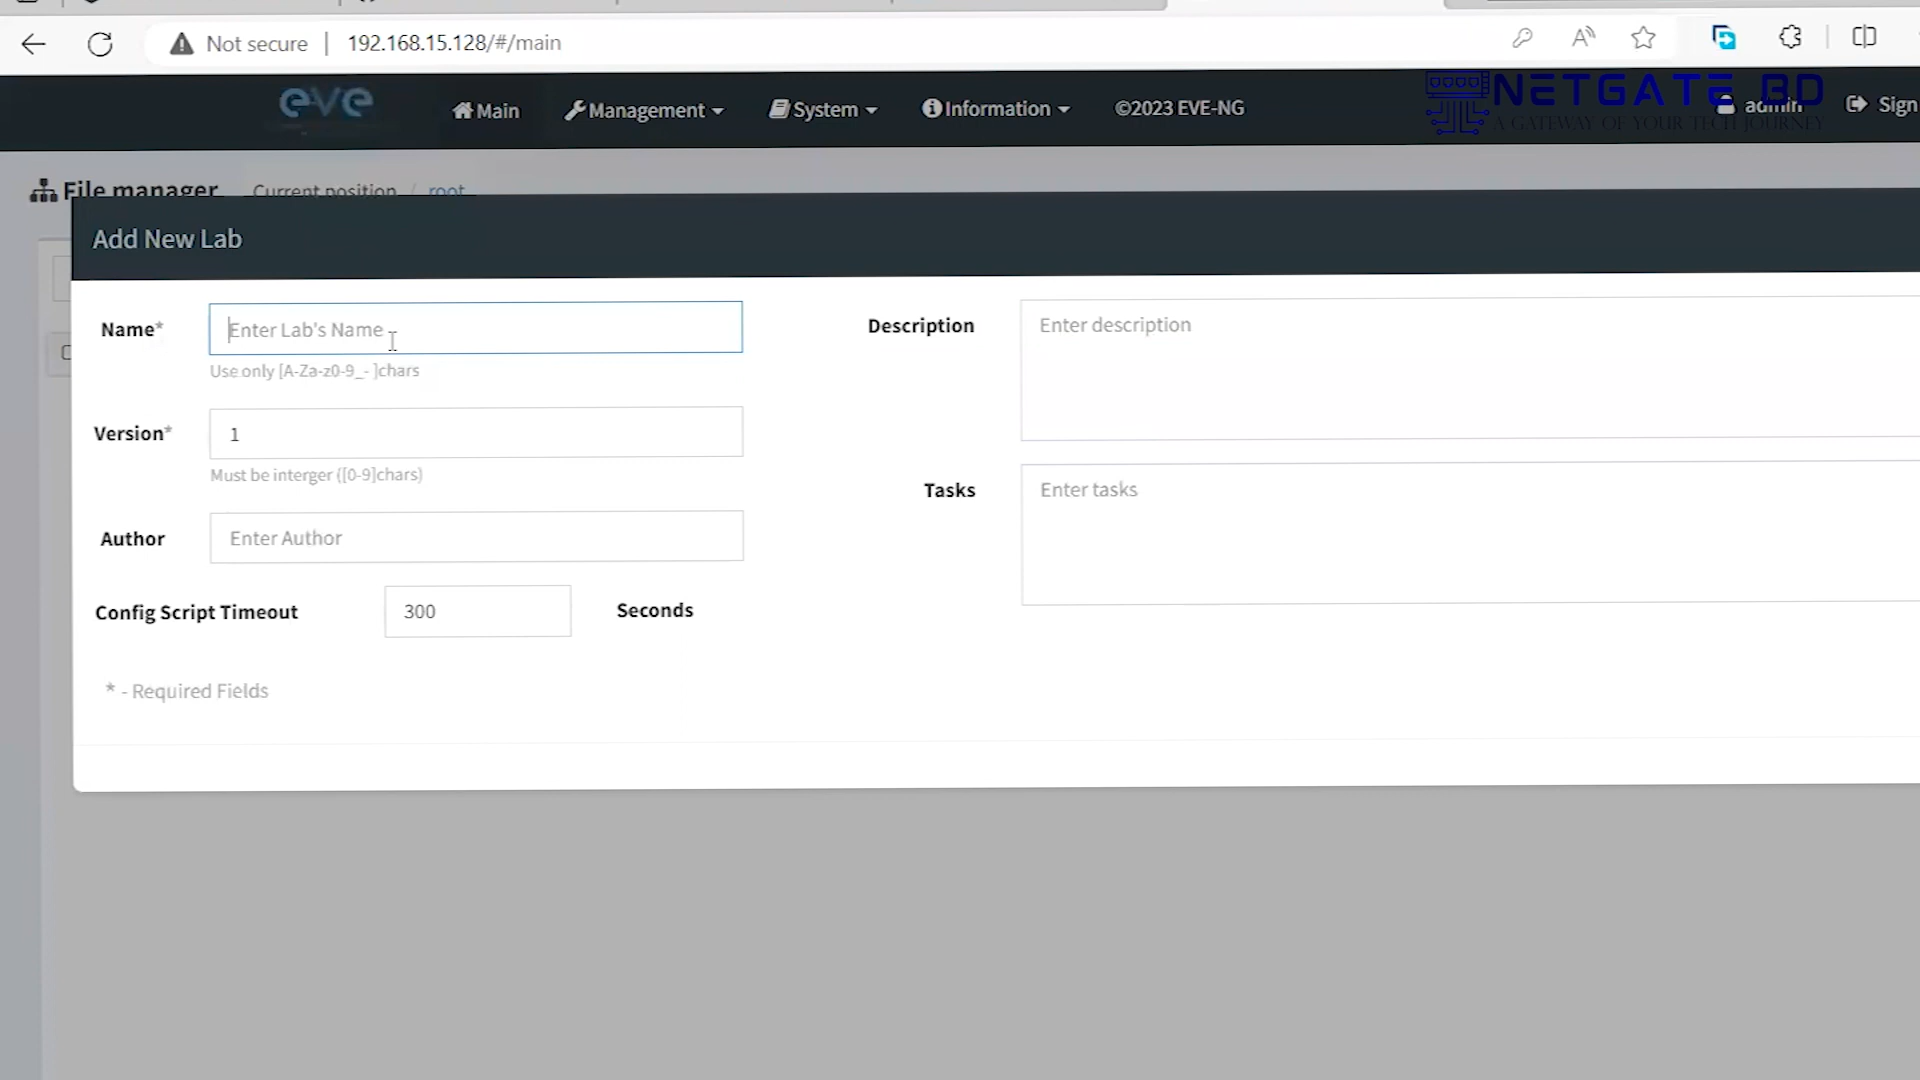 Not secure | 192.168.15.128/#/main
eve Main Management System Information ©2023 EVE-NG admin Sign
NETGATE BD
A GATEWAY OF YOUR TECH JOURNEY
File manager Current position / root
Add New Lab
Name* Enter Lab's Name
Use only [A-Za-z0-9_- ]chars
Version* 1
Must be interger ([0-9]chars)
Author Enter Author
Config Script Timeout 300 Seconds
* - Required Fields
Description Enter description
Tasks Enter tasks